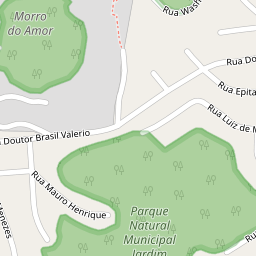 Morro
do Amor
Rua Wash
Rua Do
Rua Epita
Rua Luiz de M
Doutor Brasil Valerio
Rua Mauro Henrique
Menezes
Parque
Natural
Municipal
Jardim